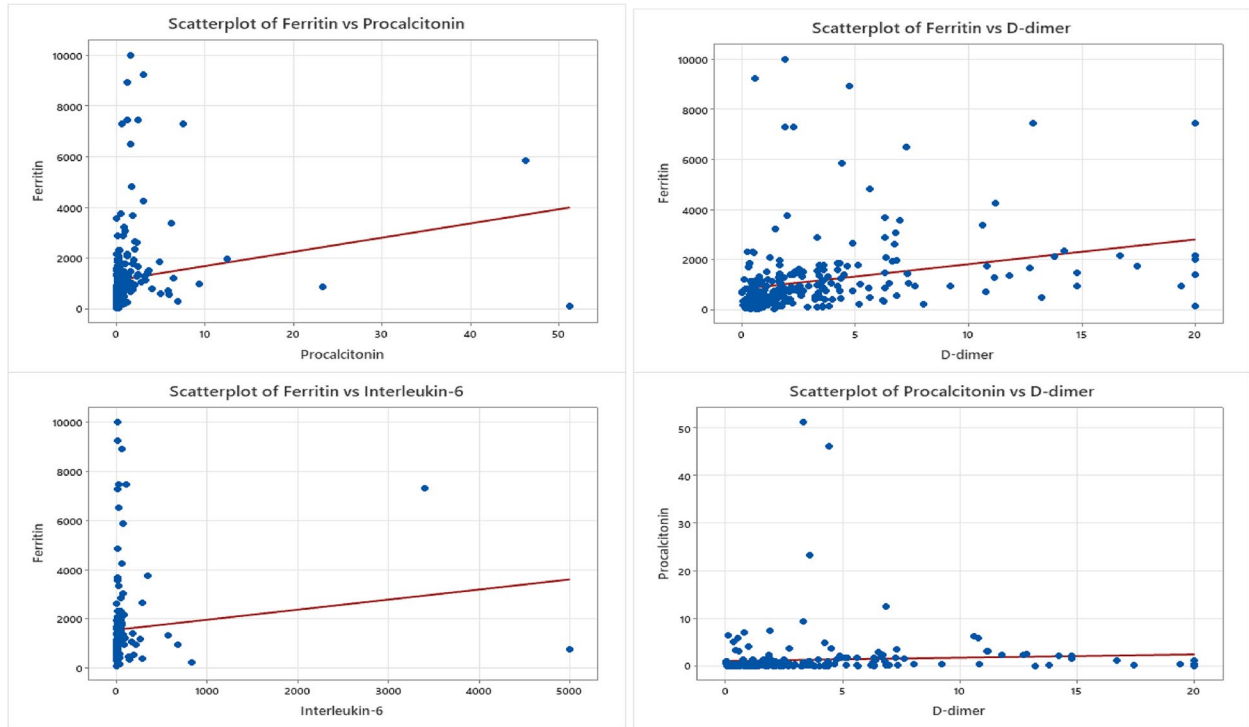 Scatterplot of Ferritin vs Procalcitonin
10000
8000
6000
4000
2000
0
Ferritin
0 10 20 30 40 50
Procalcitonin
Scatterplot of Ferritin vs D-dimer
10000
8000
6000
4000
2000
0
Ferritin
0 5 10 15 20
D-dimer
Scatterplot of Ferritin vs Interleukin-6
10000
8000
6000
4000
2000
0
Ferritin
0 1000 2000 3000 4000 5000
Interleukin-6
Scatterplot of Procalcitonin vs D-dimer
50
40
30
20
10
0
Procalcitonin
0 5 10 15 20
D-dimer